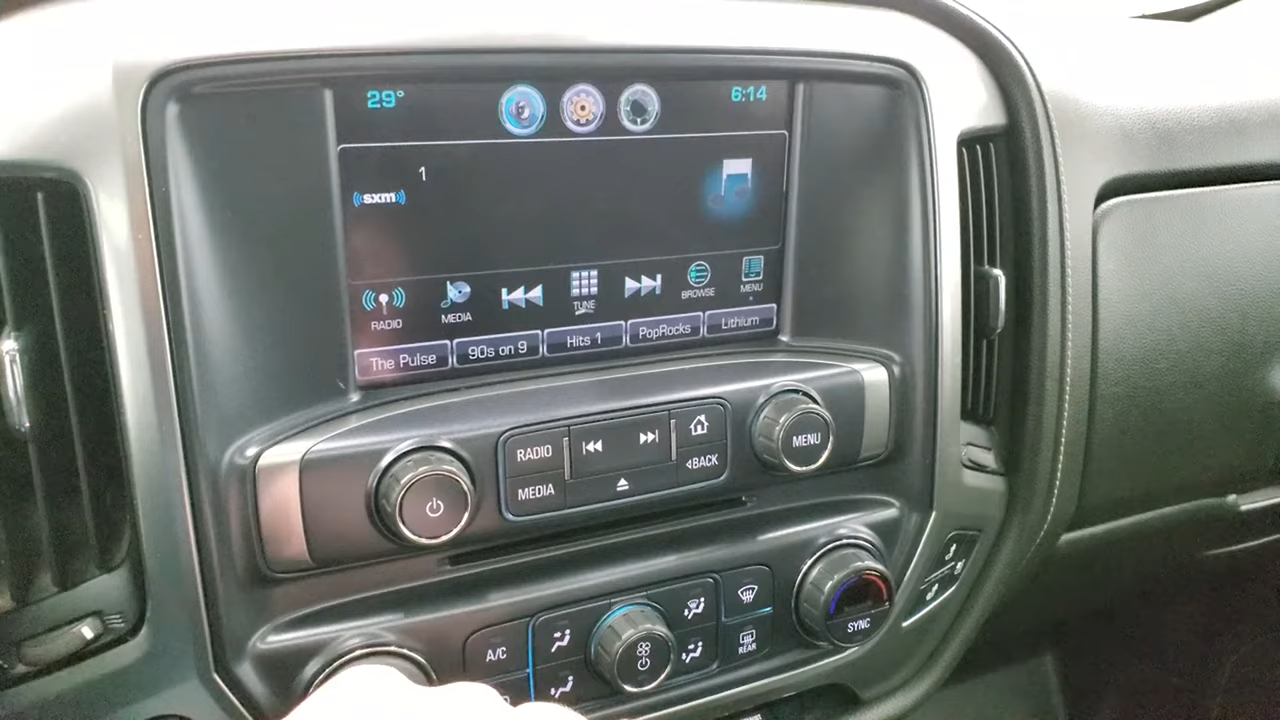 29° 6:14
1
((sxm))
RADIO MEDIA TUNE BROWSE MENU
The Pulse 90s on 9 Hits 1 PopRocks Lithium
RADIO MENU
MEDIA ◃BACK
A/C SYNC
REAR